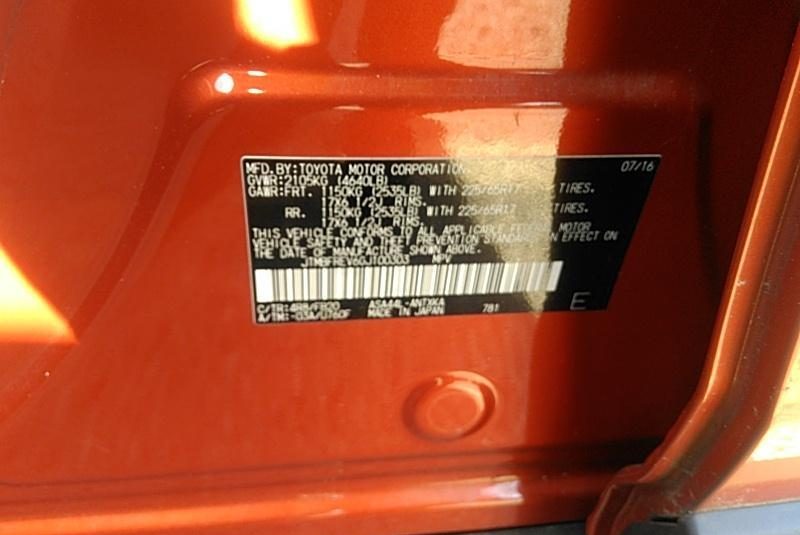 MFD.BY:TOYOTA MOTOR CORPORATION 07/16
GVWR:2105KG (4640LB)
GAWR:FRT. 1150KG (2535LB) WITH 225/65R17 TIRES.
17X6 1/2J RIMS.
RR. 1150KG (2535LB) WITH 225/65R17 TIRES.
17X6 1/2J RIMS.
THIS VEHICLE CONFORMS TO ALL APPLICABLE FEDERAL MOTOR
VEHICLE SAFETY AND THEFT PREVENTION STANDARDS IN EFFECT ON
THE DATE OF MANUFACTURE SHOWN ABOVE.
MPV
C/TR:4R8/FB20 ASA44L-ANTXKA
A/TM:-03A/U760F MADE IN JAPAN 781 E